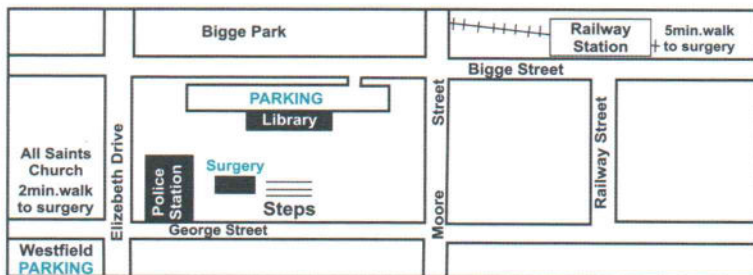 Bigge Park
Railway
Station
5min.walk
to surgery
Bigge Street
PARKING
Library
Street
Moore
Railway Street
Elizebeth Drive
All Saints
Church
2min.walk
to surgery
Police
Station
Surgery
Steps
George Street
Westfield
PARKING